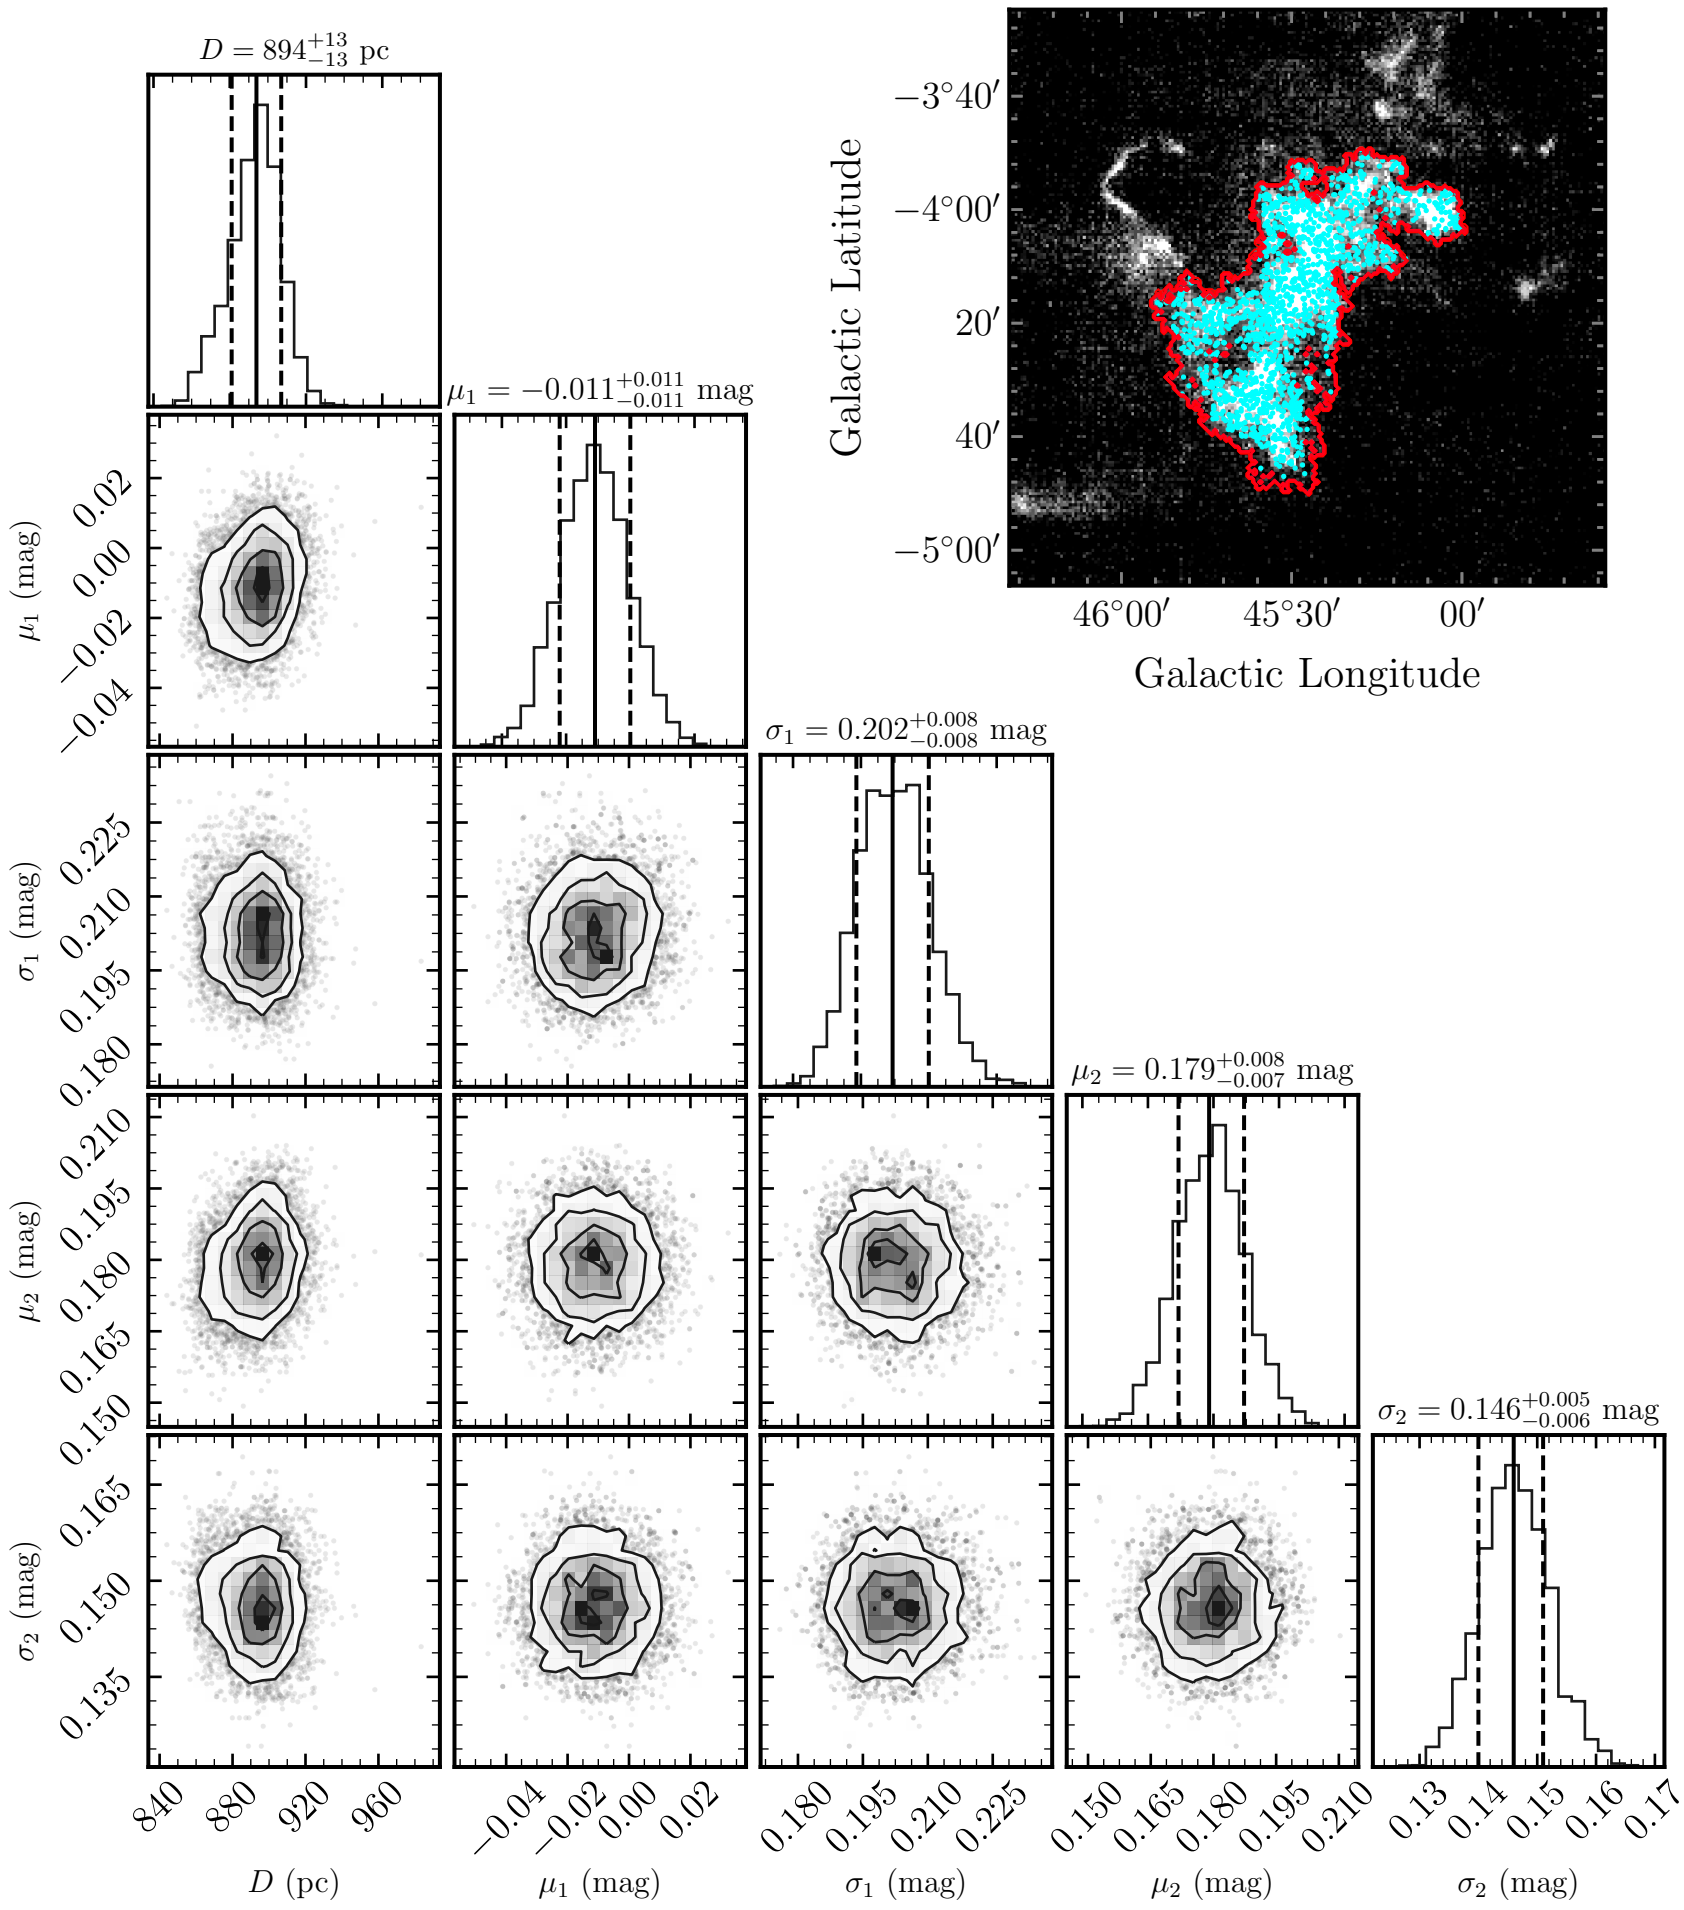 D = 894 +13 −13 pc
−3°40′
−4°00′
20′
40′
−5°00′
Galactic Latitude
46°00′ 45°30′ 00′
Galactic Longitude
μ1 = −0.011 +0.011 −0.011 mag
0.02
0.00
−0.02
−0.04
μ1 (mag)
σ1 = 0.202 +0.008 −0.008 mag
0.225
0.210
0.195
0.180
σ1 (mag)
μ2 = 0.179 +0.008 −0.007 mag
0.210
0.195
0.180
0.165
0.150
μ2 (mag)
σ2 = 0.146 +0.005 −0.006 mag
0.165
0.150
0.135
σ2 (mag)
840 880 920 960 −0.04 −0.02 0.00 0.02 0.180 0.195 0.210 0.225 0.150 0.165 0.180 0.195 0.210 0.13 0.14 0.15 0.16 0.17
D (pc) μ1 (mag) σ1 (mag) μ2 (mag) σ2 (mag)